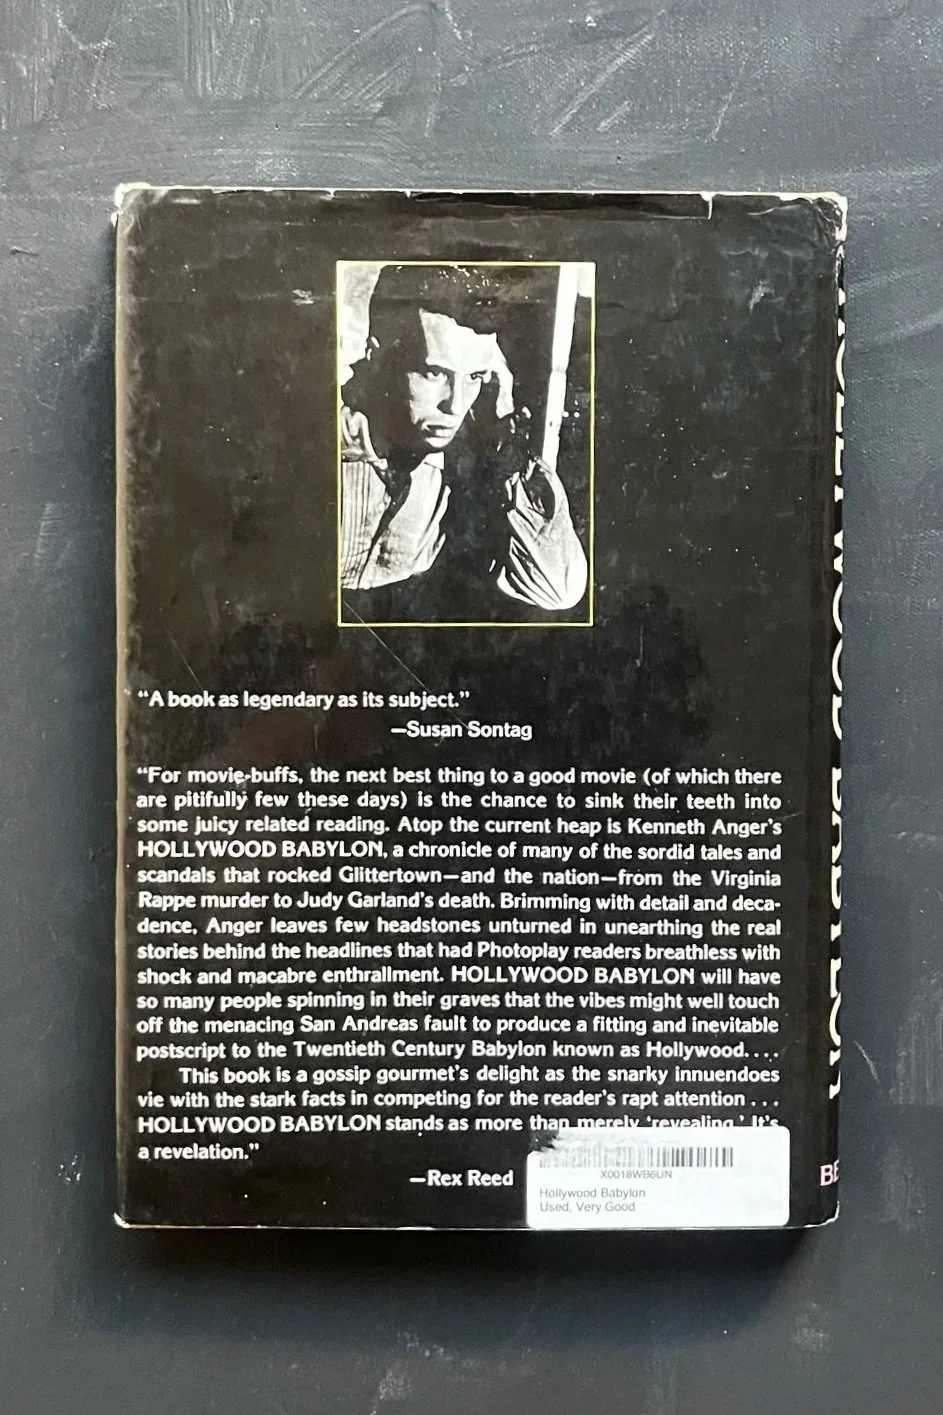 “A book as legendary as its subject.”
—Susan Sontag
“For movie-buffs, the next best thing to a good movie (of which there
are pitifully few these days) is the chance to sink their teeth into
some juicy related reading. Atop the current heap is Kenneth Anger’s
HOLLYWOOD BABYLON, a chronicle of many of the sordid tales and
scandals that rocked Glittertown—and the nation—from the Virginia
Rappe murder to Judy Garland’s death. Brimming with detail and deca-
dence, Anger leaves few headstones unturned in unearthing the real
stories behind the headlines that had Photoplay readers breathless with
shock and macabre enthrallment. HOLLYWOOD BABYLON will have
so many people spinning in their graves that the vibes might well touch
off the menacing San Andreas fault to produce a fitting and inevitable
postscript to the Twentieth Century Babylon known as Hollywood....
This book is a gossip gourmet’s delight as the snarky innuendoes
vie with the stark facts in competing for the reader’s rapt attention ...
HOLLYWOOD BABYLON stands as more than merely ‘revealing.’ It’s
a revelation.”
—Rex Reed
X0018WB6UN
Hollywood Babylon
Used, Very Good
HOLLYWOOD BABYLON
BE